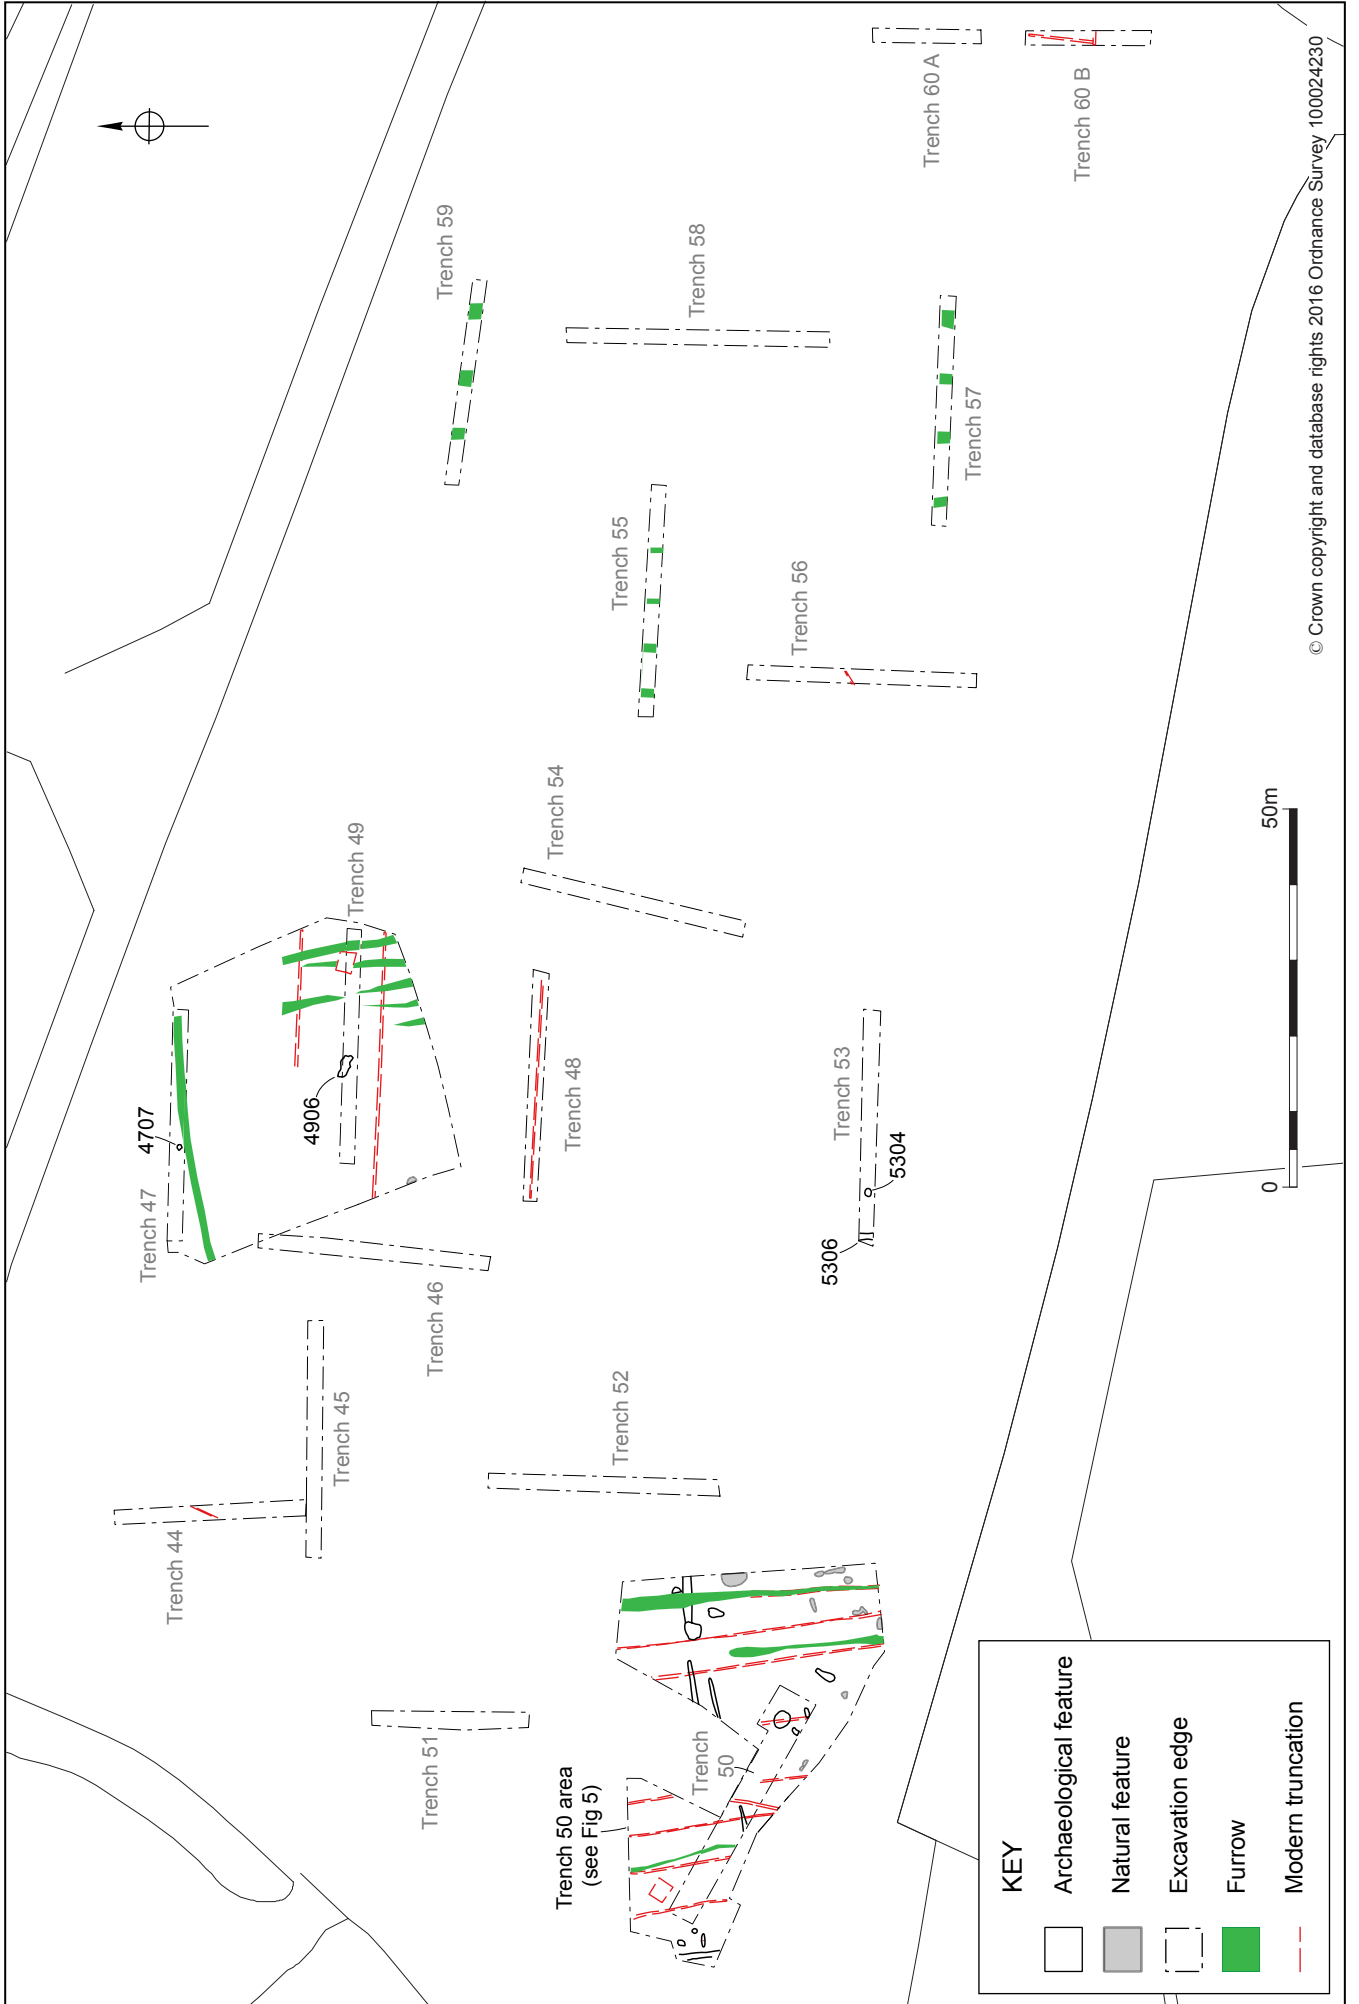 Trench 44
Trench 45
Trench 46
Trench 47
4707
4906
Trench 49
Trench 59
Trench 51
Trench 52
Trench 48
Trench 54
Trench 55
Trench 58
Trench 60 A
Trench 60 B
Trench 50 area
(see Fig 5)
Trench
50
5306
5304
Trench 53
Trench 56
Trench 57
KEY
Archaeological feature
Natural feature
Excavation edge
Furrow
Modern truncation
0
50m
© Crown copyright and database rights 2016 Ordnance Survey 100024230